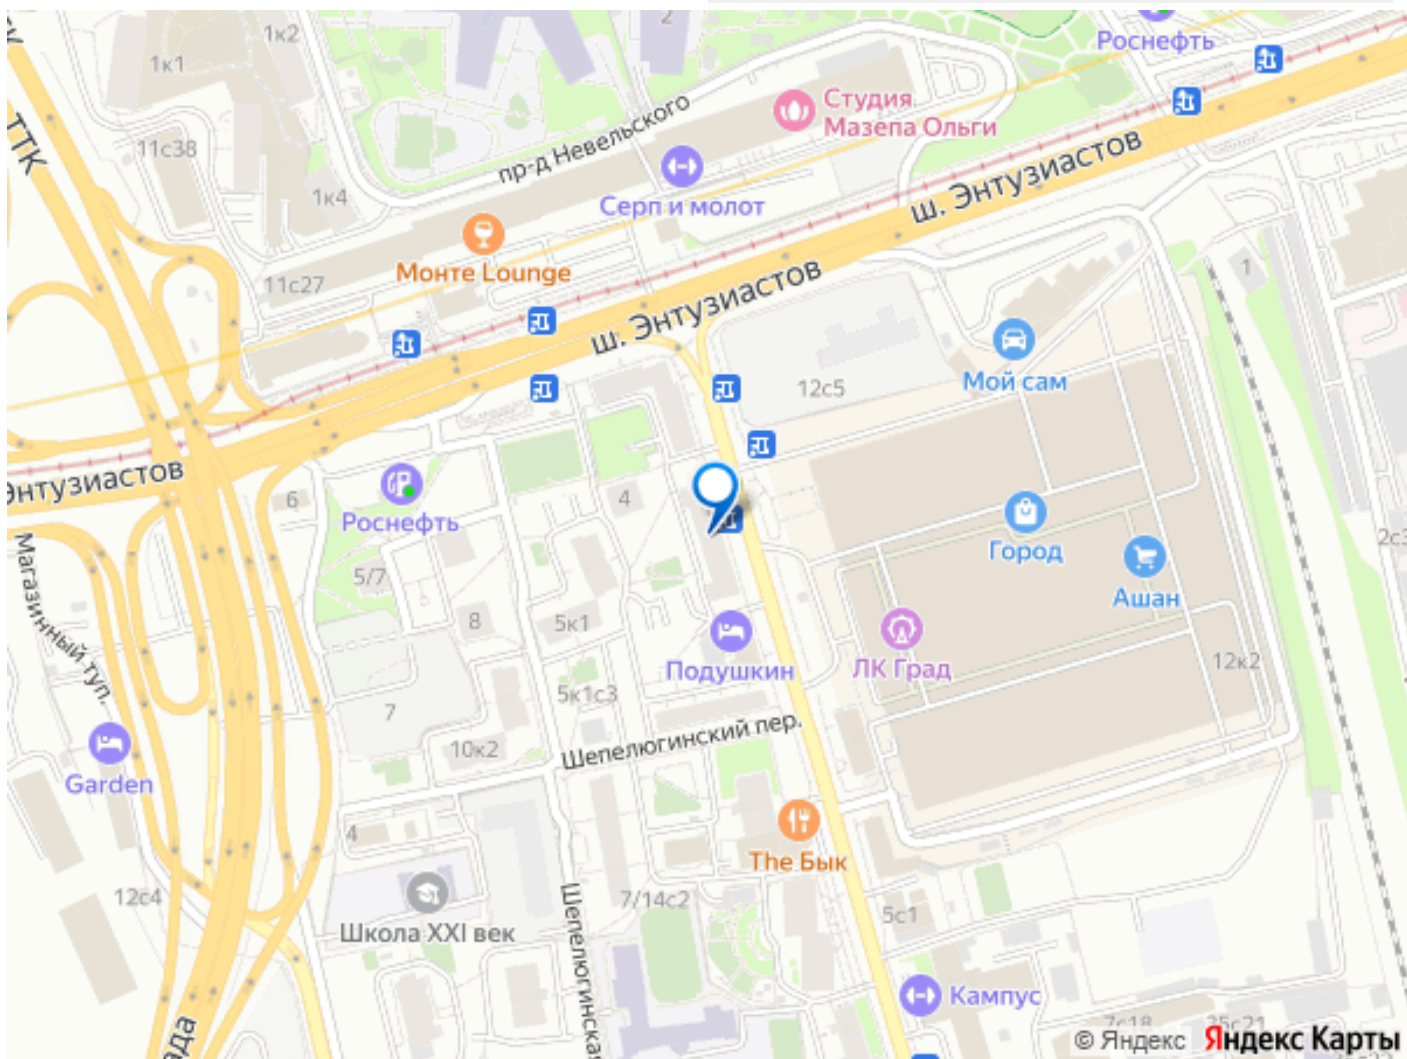 2
1к2
Роснефть
1к1
Студия
Мазепа Ольги
ТТК
пр-д Невельского
11с38
ш. Энтузиастов
1к4
Серп и молот
Монте Lounge
11с27
1
ш. Энтузиастов
Мой сам
12с5
Энтузиастов
6
Роснефть
4
Город
Ашан
5/7
Магазинный туп.
8
5к1
Подушкин
ЛК Град
12к2
5к1с3
7
Шепелюгинский пер.
10к2
Garden
4
The Бык
12с4
7/14с2
Школа XXI век
5с1
Шепелюгинская
Кампус
© Яндекс Яндекс Карты